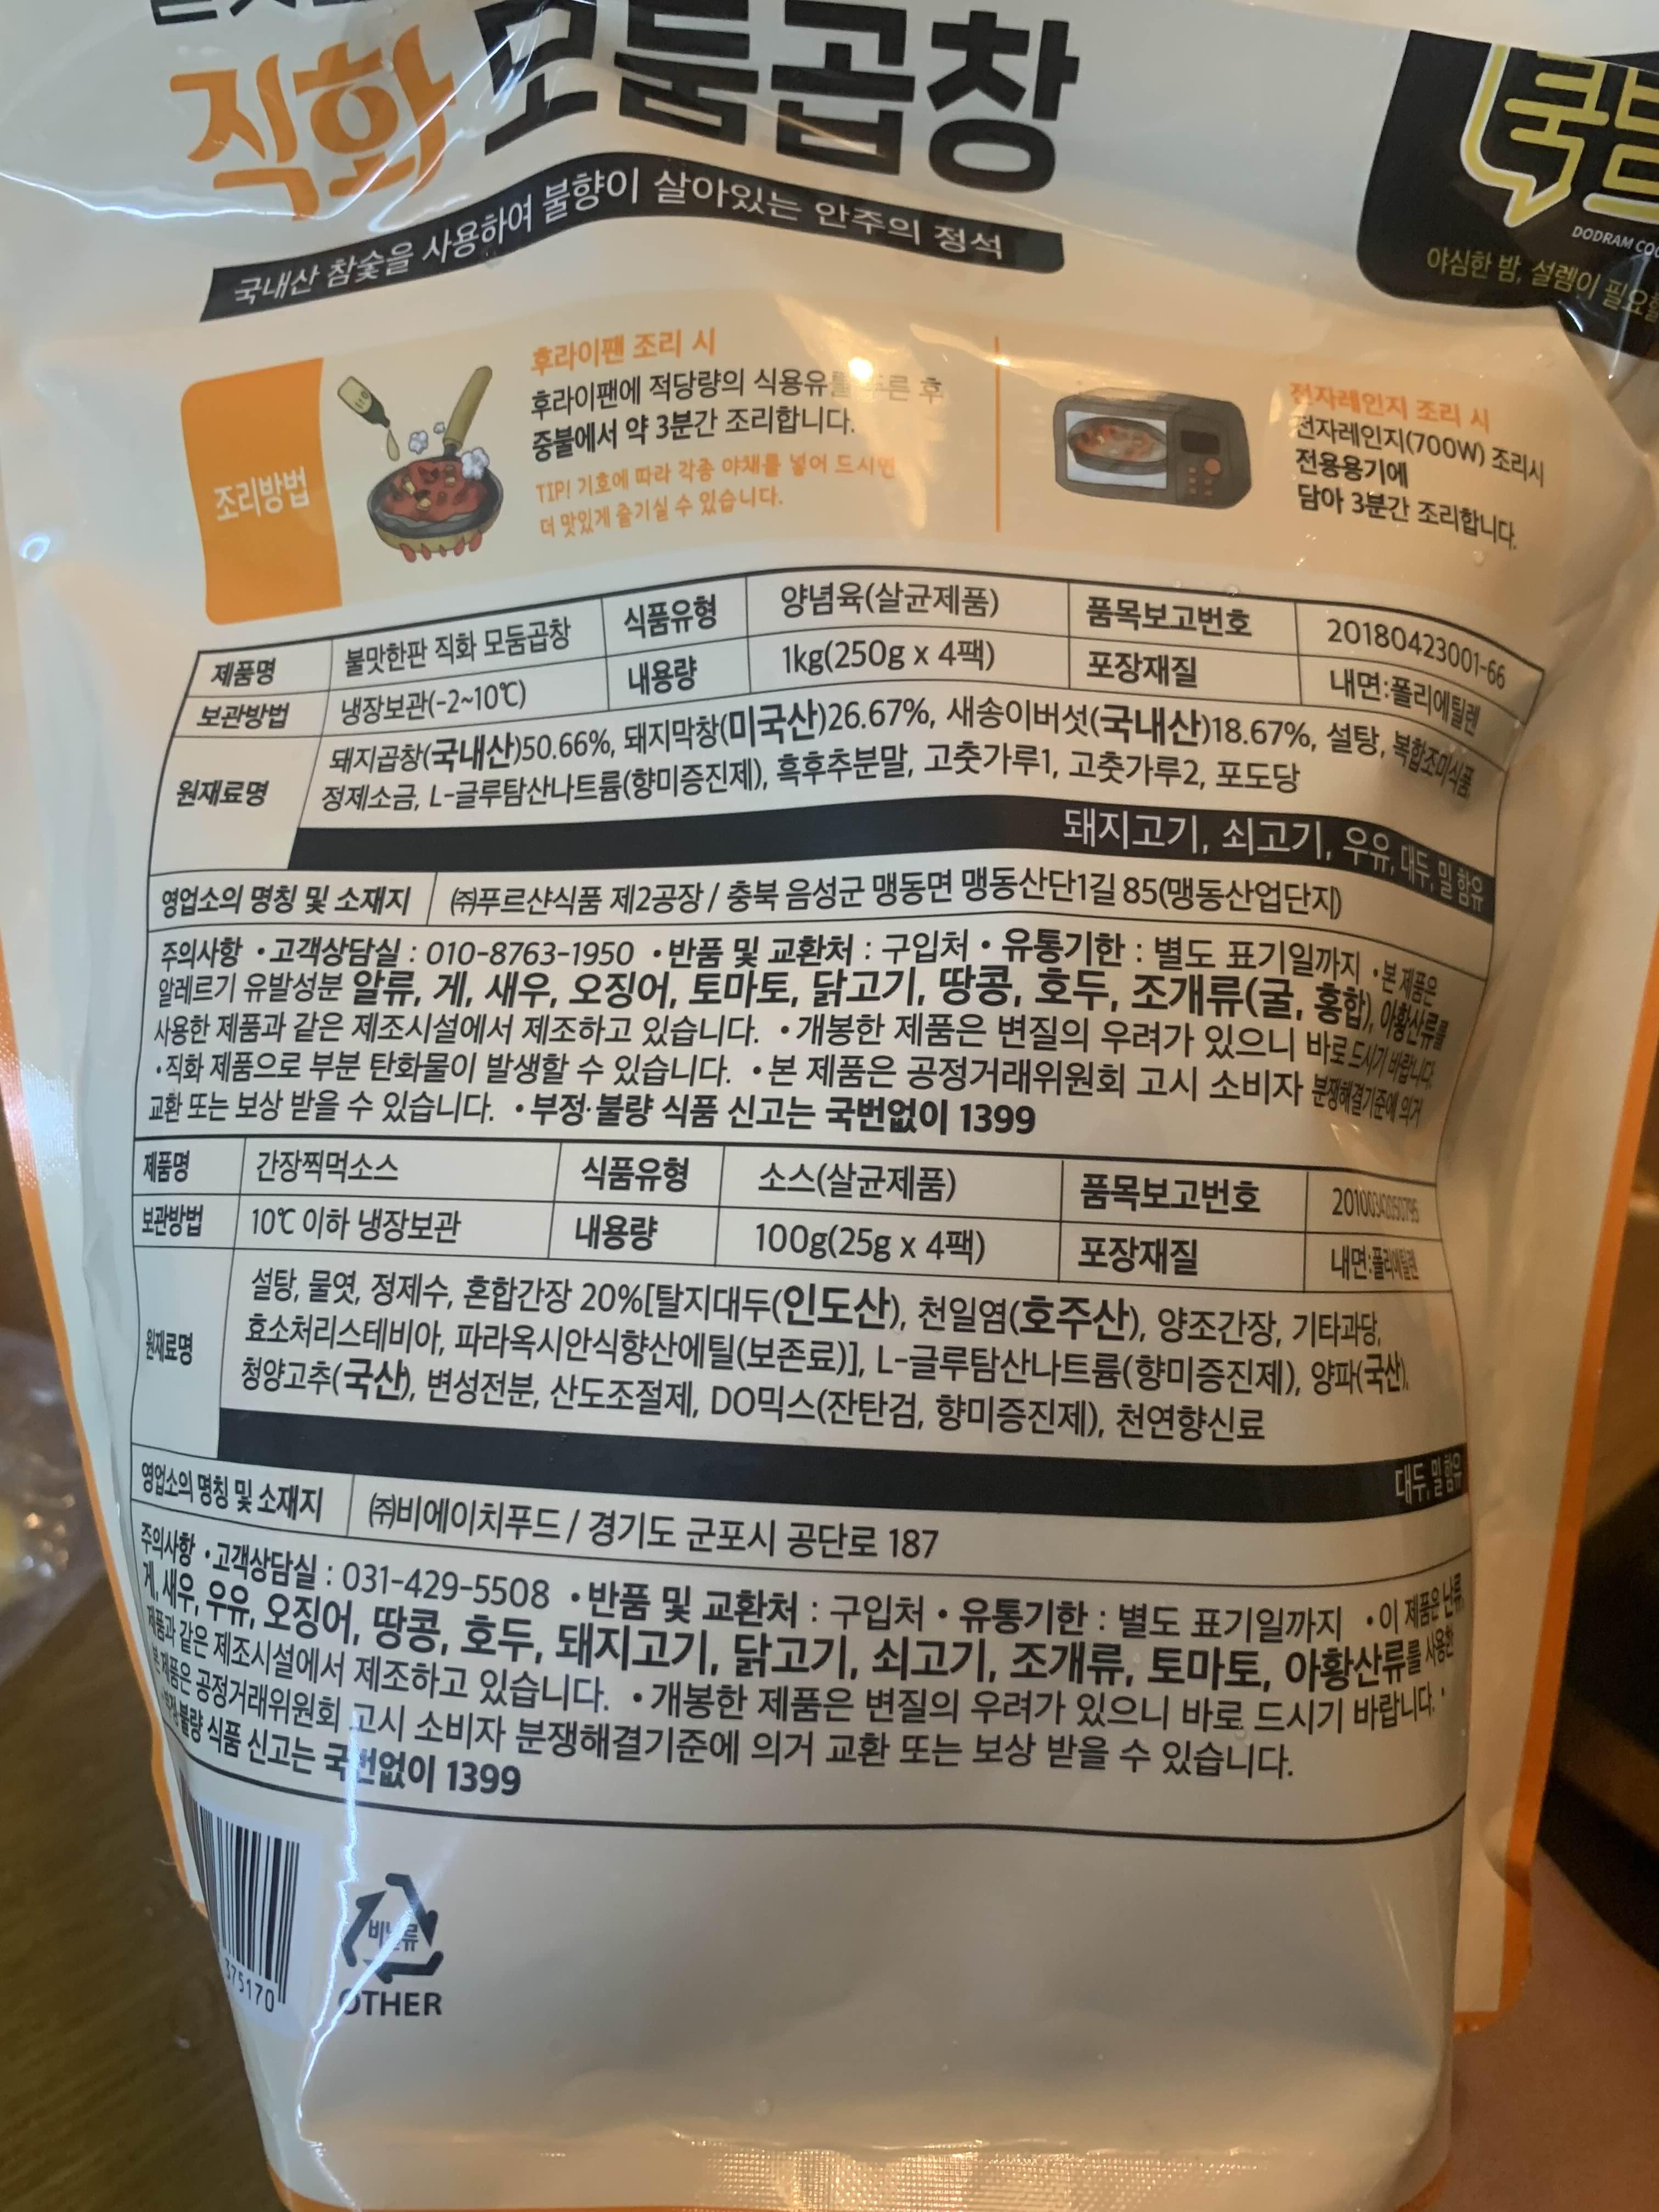 직화 모둠곱창
국내산 참숯을 사용하여 불향이 살아있는 안주의 정석
쿡
DODRAM
야심한 밤, 설렘이 필요할
조리방법
후라이팬 조리 시
후라이팬에 적당량의 식용유를 두른 후
중불에서 약 3분간 조리합니다.
TIP! 기호에 따라 각종 야채를 넣어 드시면
더 맛있게 즐기실 수 있습니다.
전자레인지 조리 시
전자레인지(700W) 조리시
전용용기에
담아 3분간 조리합니다.
제품명 불맛한판 직화 모둠곱창 식품유형 양념육(살균제품) 품목보고번호 20180423001-66
보관방법 냉장보관(-2~10℃) 내용량 1kg(250g x 4팩) 포장재질 내면:폴리에틸렌
원재료명 돼지곱창(국내산)50.66%, 돼지막창(미국산)26.67%, 새송이버섯(국내산)18.67%, 설탕, 복합조미식품
정제소금, L-글루탐산나트륨(향미증진제), 흑후추분말, 고춧가루1, 고춧가루2, 포도당
돼지고기, 쇠고기, 우유, 대두, 밀 함유
영업소의 명칭 및 소재지 ㈜푸르샨식품 제2공장 / 충북 음성군 맹동면 맹동산단1길 85(맹동산업단지)
주의사항 •고객상담실 : 010-8763-1950 •반품 및 교환처 : 구입처 • 유통기한 : 별도 표기일까지 •본 제품은
알레르기 유발성분 알류, 게, 새우, 오징어, 토마토, 닭고기, 땅콩, 호두, 조개류(굴, 홍합), 아황산류를
사용한 제품과 같은 제조시설에서 제조하고 있습니다. •개봉한 제품은 변질의 우려가 있으니 바로 드시기 바랍니다.
•직화 제품으로 부분 탄화물이 발생할 수 있습니다. •본 제품은 공정거래위원회 고시 소비자 분쟁해결기준에 의거
교환 또는 보상 받을 수 있습니다. •부정·불량 식품 신고는 국번없이 1399
제품명 간장찍먹소스 식품유형 소스(살균제품) 품목보고번호
보관방법 10℃ 이하 냉장보관 내용량 100g(25g x 4팩) 포장재질 내면:폴리에틸렌
원재료명 설탕, 물엿, 정제수, 혼합간장 20%[탈지대두(인도산), 천일염(호주산), 양조간장, 기타과당,
효소처리스테비아, 파라옥시안식향산에틸(보존료)], L-글루탐산나트륨(향미증진제), 양파(국산),
청양고추(국산), 변성전분, 산도조절제, DO믹스(잔탄검, 향미증진제), 천연향신료
대두, 밀 함유
영업소의 명칭 및 소재지 ㈜비에이치푸드 / 경기도 군포시 공단로 187
주의사항 •고객상담실 : 031-429-5508 •반품 및 교환처 : 구입처 • 유통기한 : 별도 표기일까지 •이 제품은 난류,
게, 새우, 우유, 오징어, 땅콩, 호두, 돼지고기, 닭고기, 쇠고기, 조개류, 토마토, 아황산류를 사용한
제품과 같은 제조시설에서 제조하고 있습니다. •개봉한 제품은 변질의 우려가 있으니 바로 드시기 바랍니다. •
본 제품은 공정거래위원회 고시 소비자 분쟁해결기준에 의거 교환 또는 보상 받을 수 있습니다.
•부정·불량 식품 신고는 국번없이 1399
375170
비닐류
OTHER